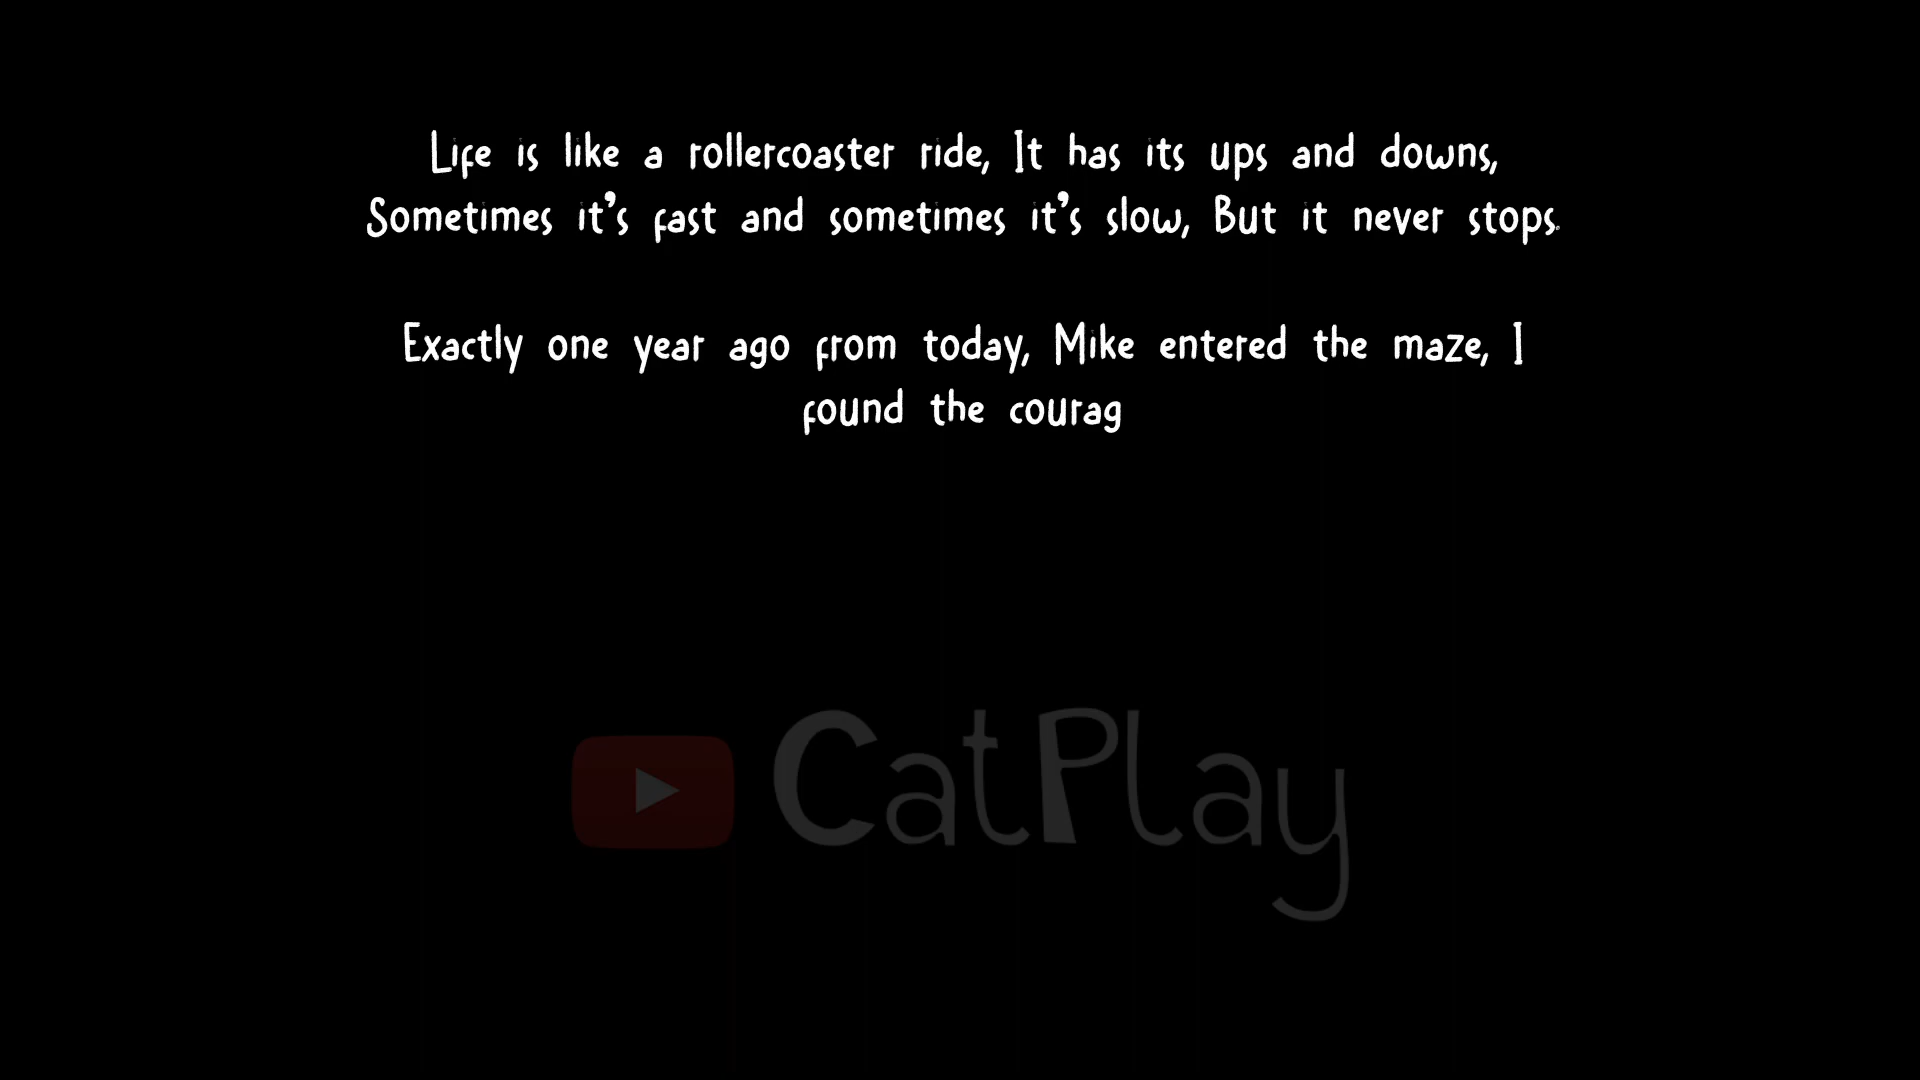 Life is like a rollercoaster ride, It has its ups and downs,
Sometimes it's fast and sometimes it's slow, But it never stops.
Exactly one year ago from today, Mike entered the maze, I
found the courag
CatPlay